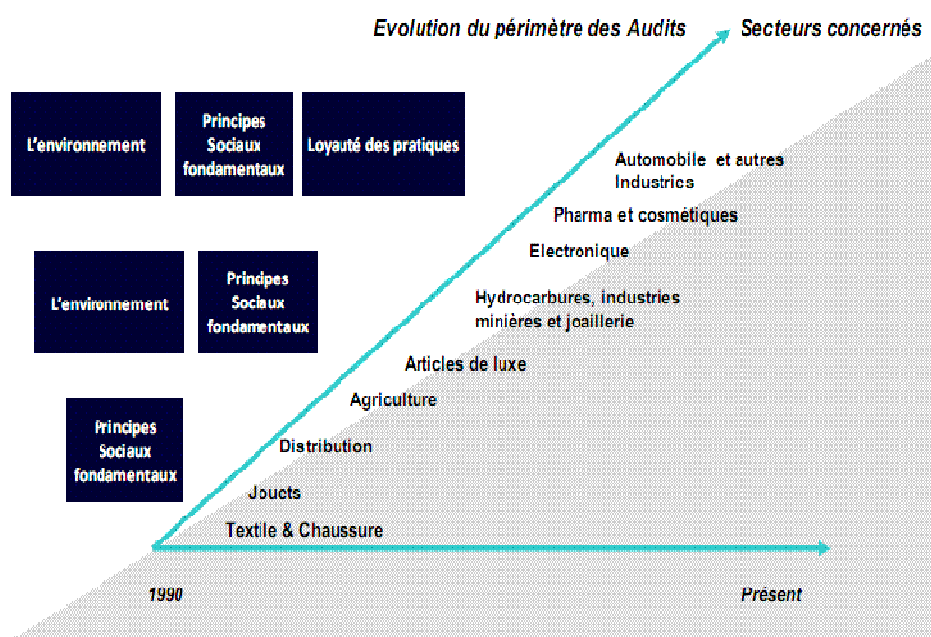 Evolution du périmètre des Audits
Secteurs concernés
L'environnement
Principes
Sociaux
fondamentaux
Loyauté des pratiques
Automobile et autres
Industries
Pharma et cosmétiques
Electronique
L'environnement
Principes
Sociaux
fondamentaux
Hydrocarbures, industries
minières et joaillerie
Articles de luxe
Agriculture
Principes
Sociaux
fondamentaux
Distribution
Jouets
Textile & Chaussure
1990
Présent